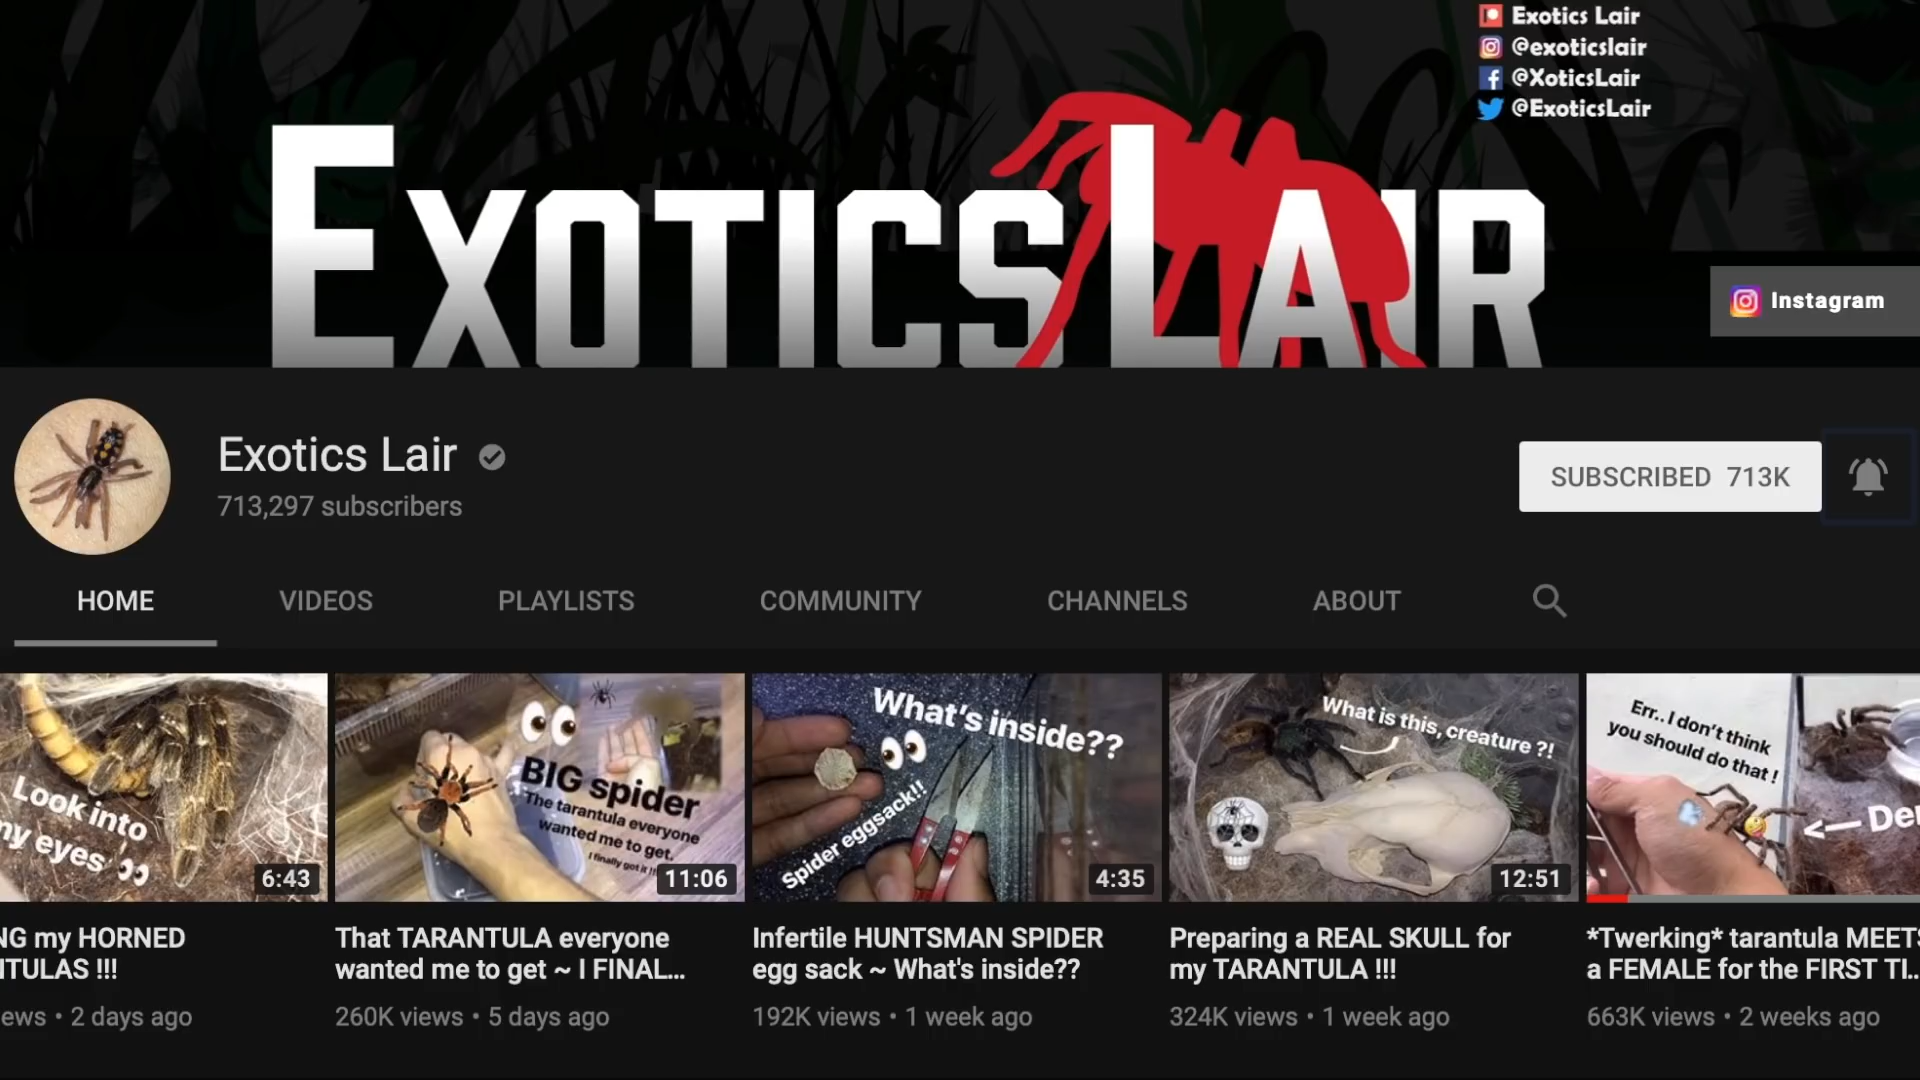 Exotics Lair
@exoticslair
@XoticsLair
@ExoticsLair
EXOTICSLAIR
Instagram
Exotics Lair
713,297 subscribers
SUBSCRIBED 713K
HOME
VIDEOS
PLAYLISTS
COMMUNITY
CHANNELS
ABOUT
Look into
my eyes
6:43
BIG spider
The tarantula everyone
wanted me to get.
I finally got it !!
11:06
What's inside??
Spider eggsack!!
4:35
What is this, creature ?!
12:51
Err.. I don't think
you should do that !
NG my HORNED
NTULAS !!!
ews • 2 days ago
That TARANTULA everyone
wanted me to get ~ I FINAL...
260K views • 5 days ago
Infertile HUNTSMAN SPIDER
egg sack ~ What's inside??
192K views • 1 week ago
Preparing a REAL SKULL for
my TARANTULA !!!
324K views • 1 week ago
*Twerking* tarantula MEETS
a FEMALE for the FIRST TI...
663K views • 2 weeks ago